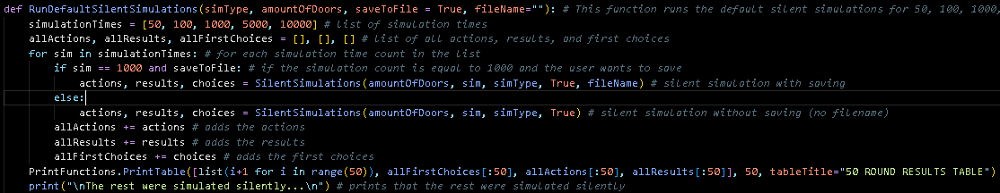 def RunDefaultSilentSimulations(simType, amountOfDoors, saveToFile = True, fileName=""): # This function runs the default silent simulations for 50, 100, 1000,
    simulationTimes = [50, 100, 1000, 5000, 10000] # list of simulation times
    allActions, allResults, allFirstChoices = [], [], [] # list of all actions, results, and first choices
    for sim in simulationTimes: # for each simulation time count in the list
        if sim == 1000 and saveToFile: # if the simulation count is equal to 1000 and the user wants to save
            actions, results, choices = SilentSimulations(amountOfDoors, sim, simType, True, fileName) # silent simulation with saving
        else:
            actions, results, choices = SilentSimulations(amountOfDoors, sim, simType, True) # silent simulation without saving (no filename)
        allActions += actions # adds the actions
        allResults += results # adds the results
        allFirstChoices += choices # adds the first choices
    PrintFunctions.PrintTable([list(i+1 for i in range(50)), allFirstChoices[:50], allActions[:50], allResults[:50]], 50, tableTitle="50 ROUND RESULTS TABLE")
    print("\nThe rest were simulated silently...\n") # prints that the rest were simulated silently